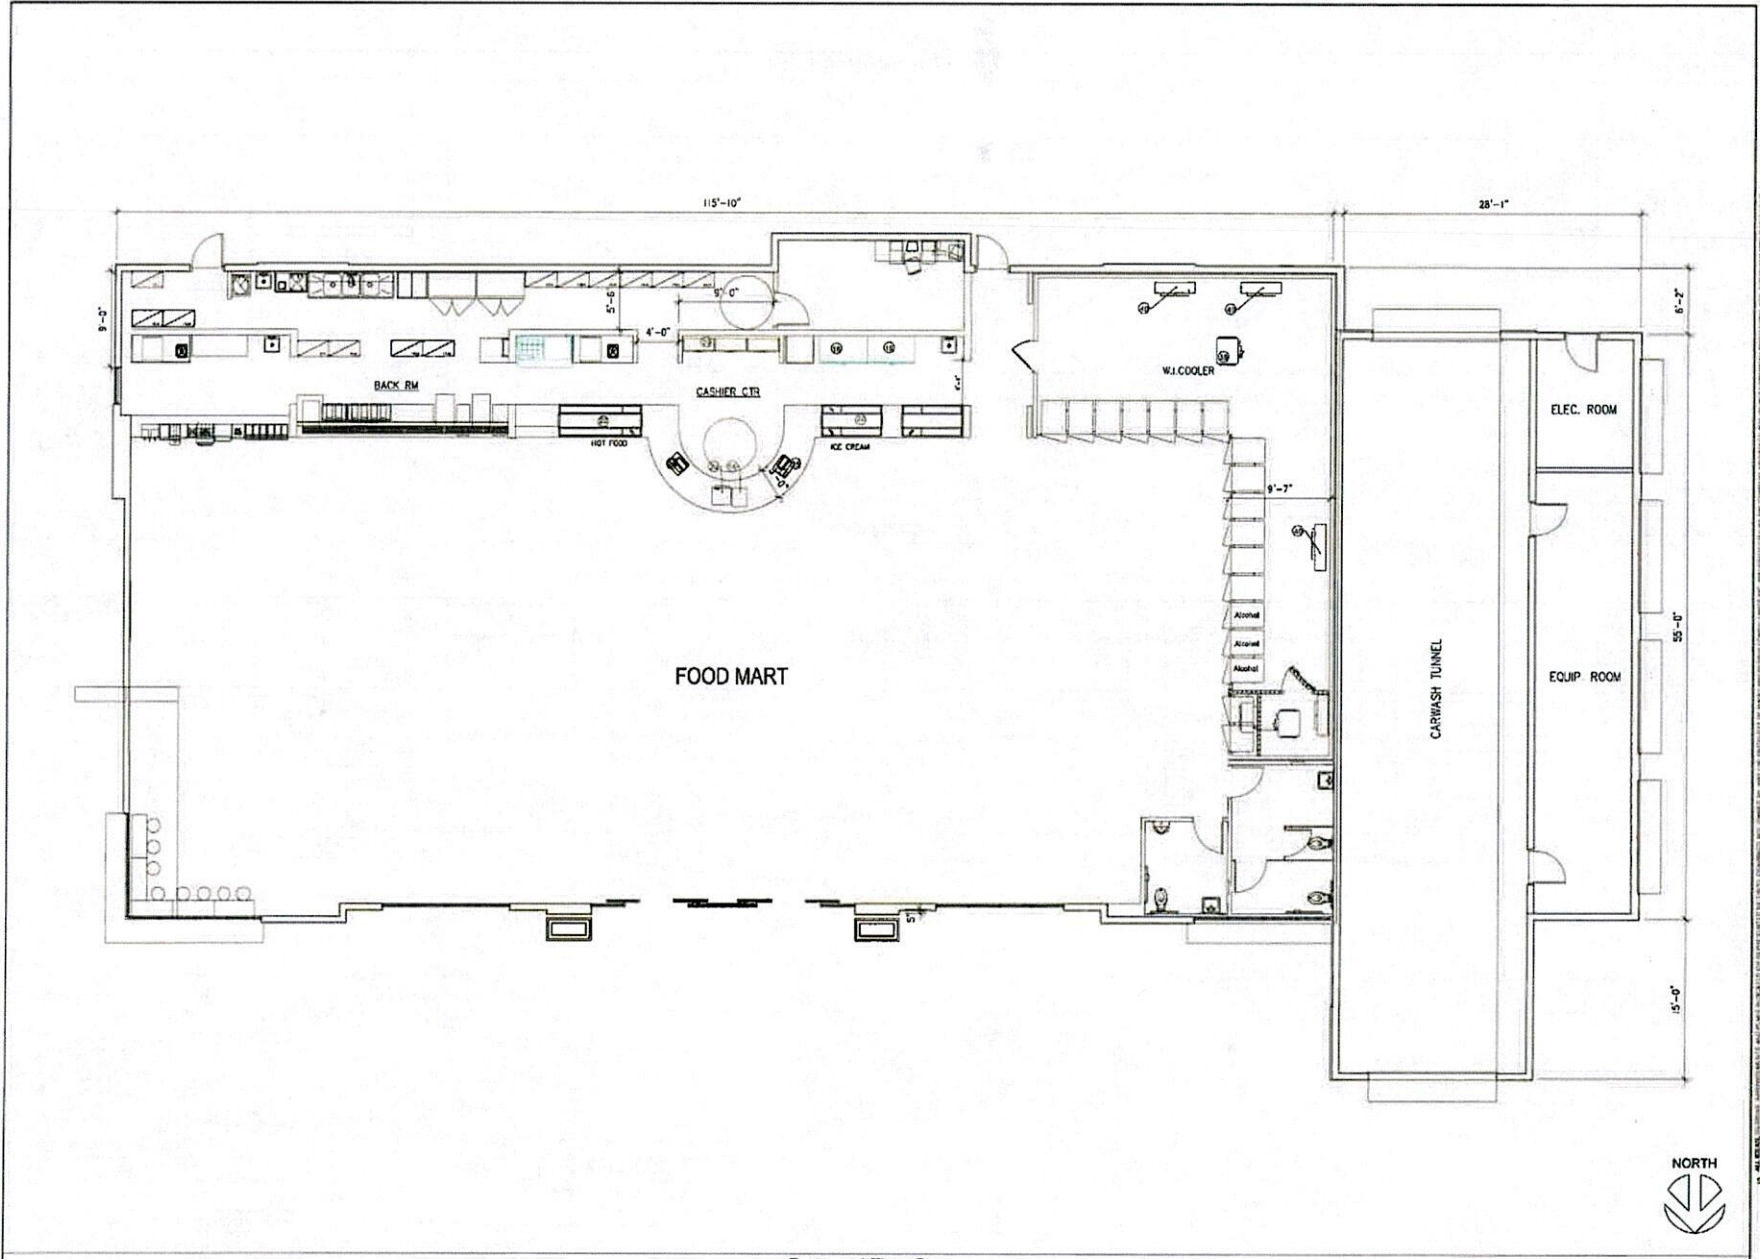 115'-10"
28'-1"
9'-0"
5'-6"
9'-0"
4'-0"
6'-2"
W.I.COOLER
BACK RM
CASHIER CTR
ELEC. ROOM
HOT FOOD
ICE CREAM
9'-7"
Alcohol
Alcohol
Alcohol
55'-0"
FOOD MART
CARWASH TUNNEL
EQUIP. ROOM
15'-0"
NORTH